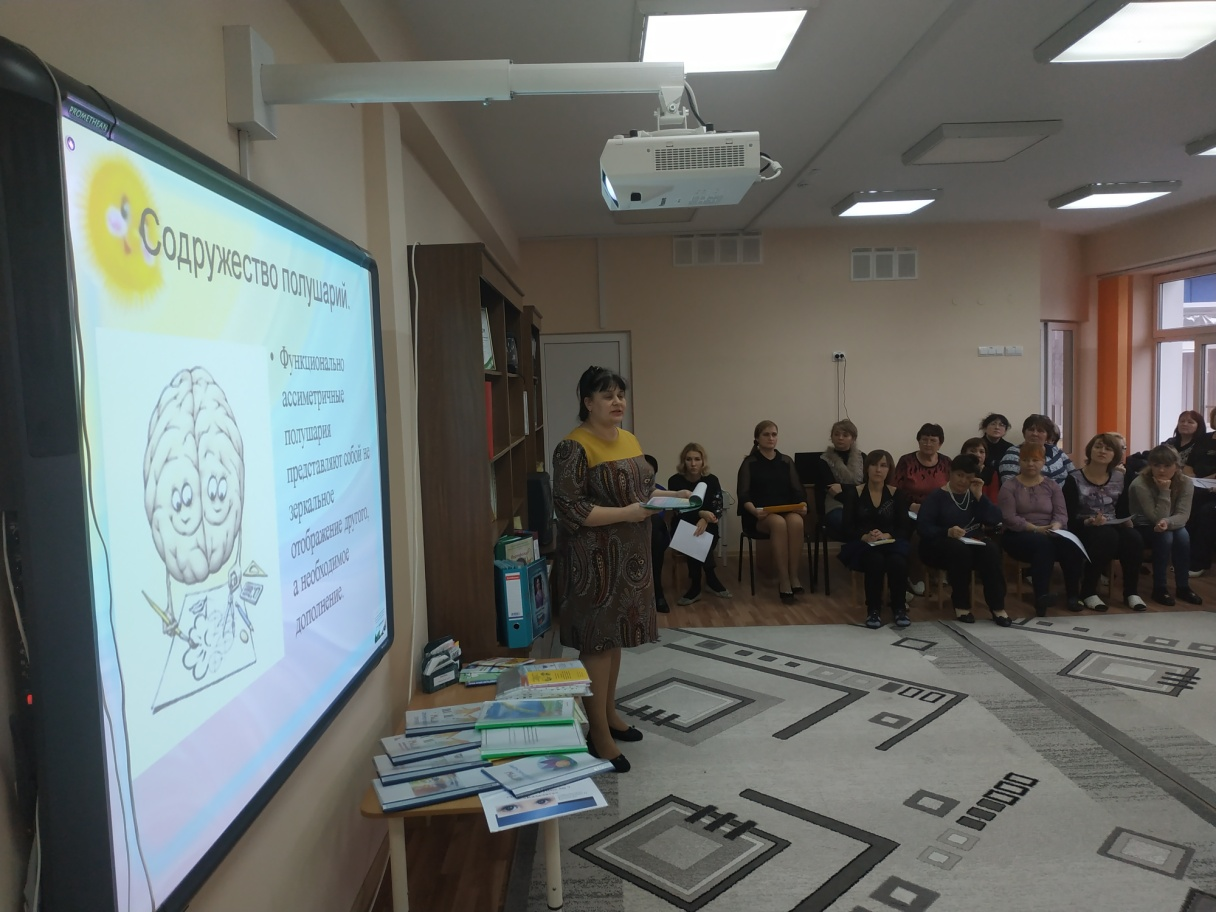 PROMETHEAN
Содружество полушарий.
• Функционально
ассиметричные
полушария
представляют собой не
зеркальное
отображение другого,
а необходимое
дополнение.